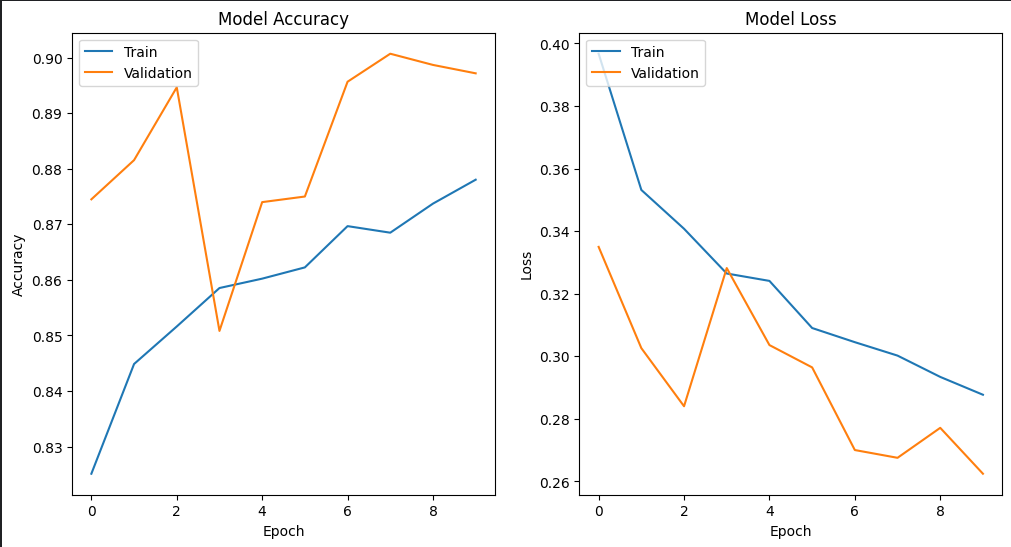 Model Accuracy
Train
Validation
0.90
0.89
0.88
0.87
0.86
0.85
0.84
0.83
Accuracy
0 2 4 6 8
Epoch
Model Loss
Train
Validation
0.40
0.38
0.36
0.34
0.32
0.30
0.28
0.26
Loss
0 2 4 6 8
Epoch